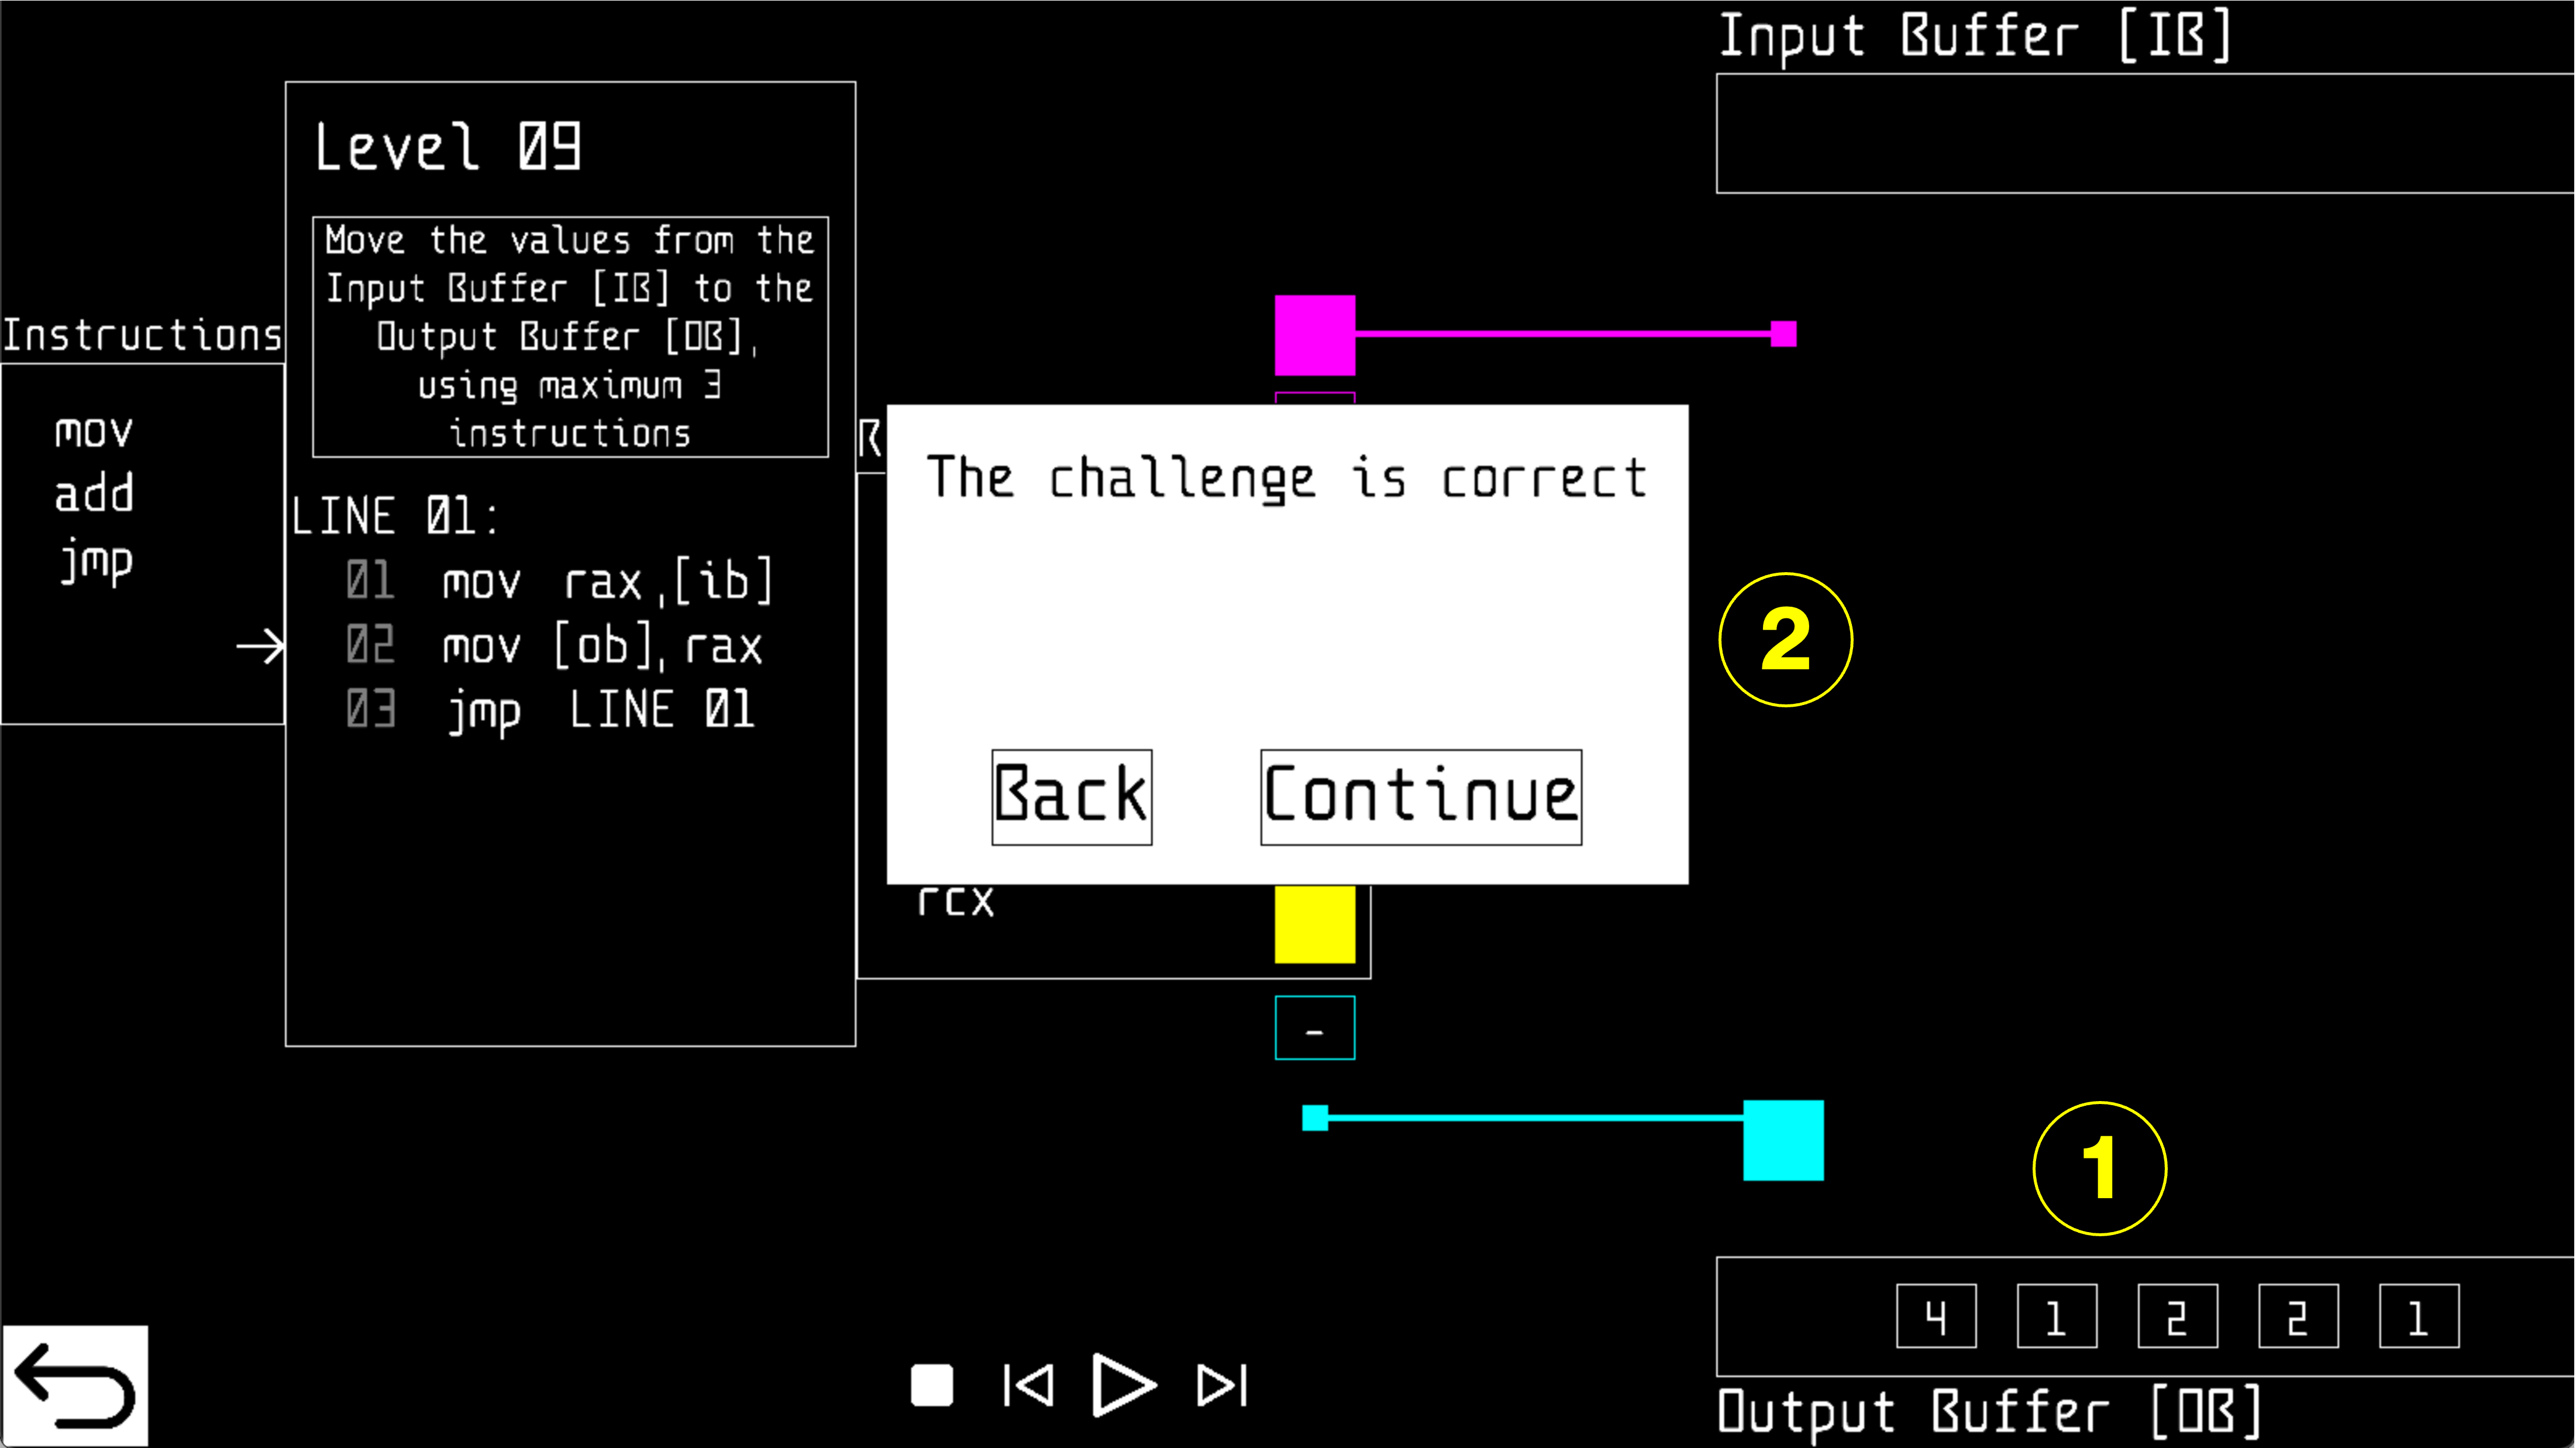 Input Buffer [IB]
Level 09
Move the values from the
Input Buffer [IB] to the
Output Buffer [OB],
using maximum 3
instructions
Instructions
mov
add
jmp
LINE 01:
01 mov rax,[ib]
02 mov [ob],rax
03 jmp LINE 01
R
The challenge is correct
Back Continue
rcx
-
2
1
4 1 2 2 1
Output Buffer [OB]